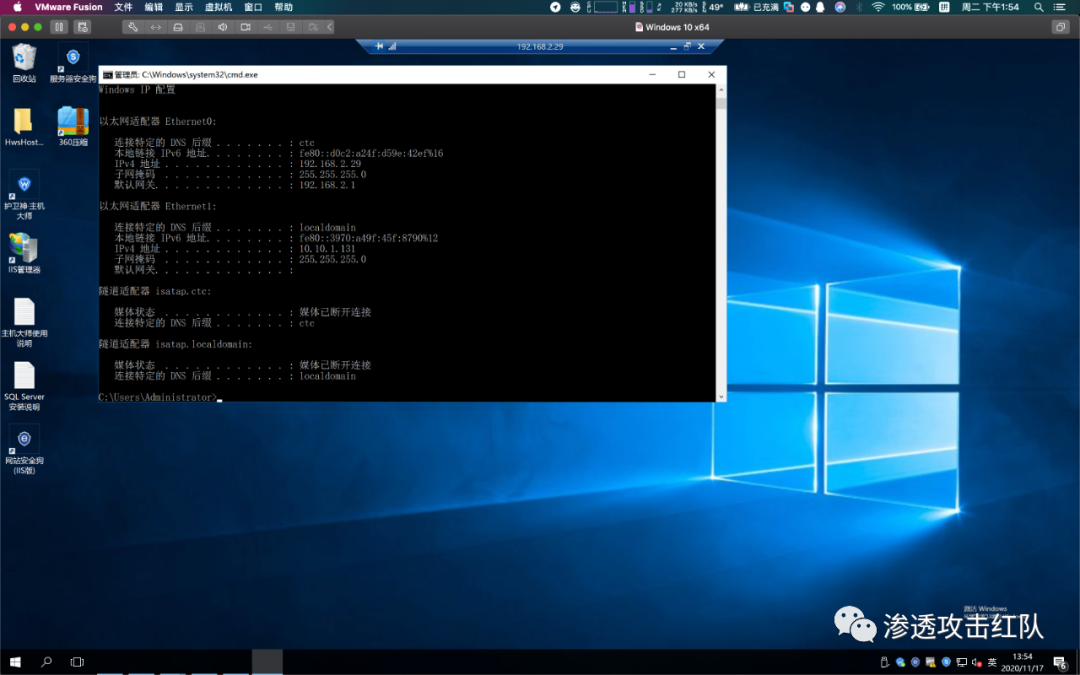 VMware Fusion 文件 编辑 显示 虚拟机 窗口 帮助
20 KB/s
277 KB/s
49°
已充满
100%
拼
周二 下午1:54
Windows 10 x64
192.168.2.29
回收站
服务器安全狗
HwsHost...
360压缩
护卫神·主机
大师
IIS管理器
主机大师使用
说明
SQL Server
安装说明
网站安全狗
(IIS版)
管理员: C:\Windows\system32\cmd.exe
Windows IP 配置
以太网适配器 Ethernet0:
连接特定的 DNS 后缀 . . . . . . . : ctc
本地链接 IPv6 地址. . . . . . . . : fe80::d0c2:a24f:d59e:42ef%16
IPv4 地址 . . . . . . . . . . . . : 192.168.2.29
子网掩码 . . . . . . . . . . . . : 255.255.255.0
默认网关. . . . . . . . . . . . . : 192.168.2.1
以太网适配器 Ethernet1:
连接特定的 DNS 后缀 . . . . . . . : localdomain
本地链接 IPv6 地址. . . . . . . . : fe80::3970:a49f:45f:8790%12
IPv4 地址 . . . . . . . . . . . . : 10.10.1.131
子网掩码 . . . . . . . . . . . . : 255.255.255.0
默认网关. . . . . . . . . . . . . :
隧道适配器 isatap.ctc:
媒体状态 . . . . . . . . . . . . : 媒体已断开连接
连接特定的 DNS 后缀 . . . . . . . : ctc
隧道适配器 isatap.localdomain:
媒体状态 . . . . . . . . . . . . : 媒体已断开连接
连接特定的 DNS 后缀 . . . . . . . : localdomain
C:\Users\Administrator>
激活 Windows
渗透攻击红队
英
13:54
2020/11/17
6